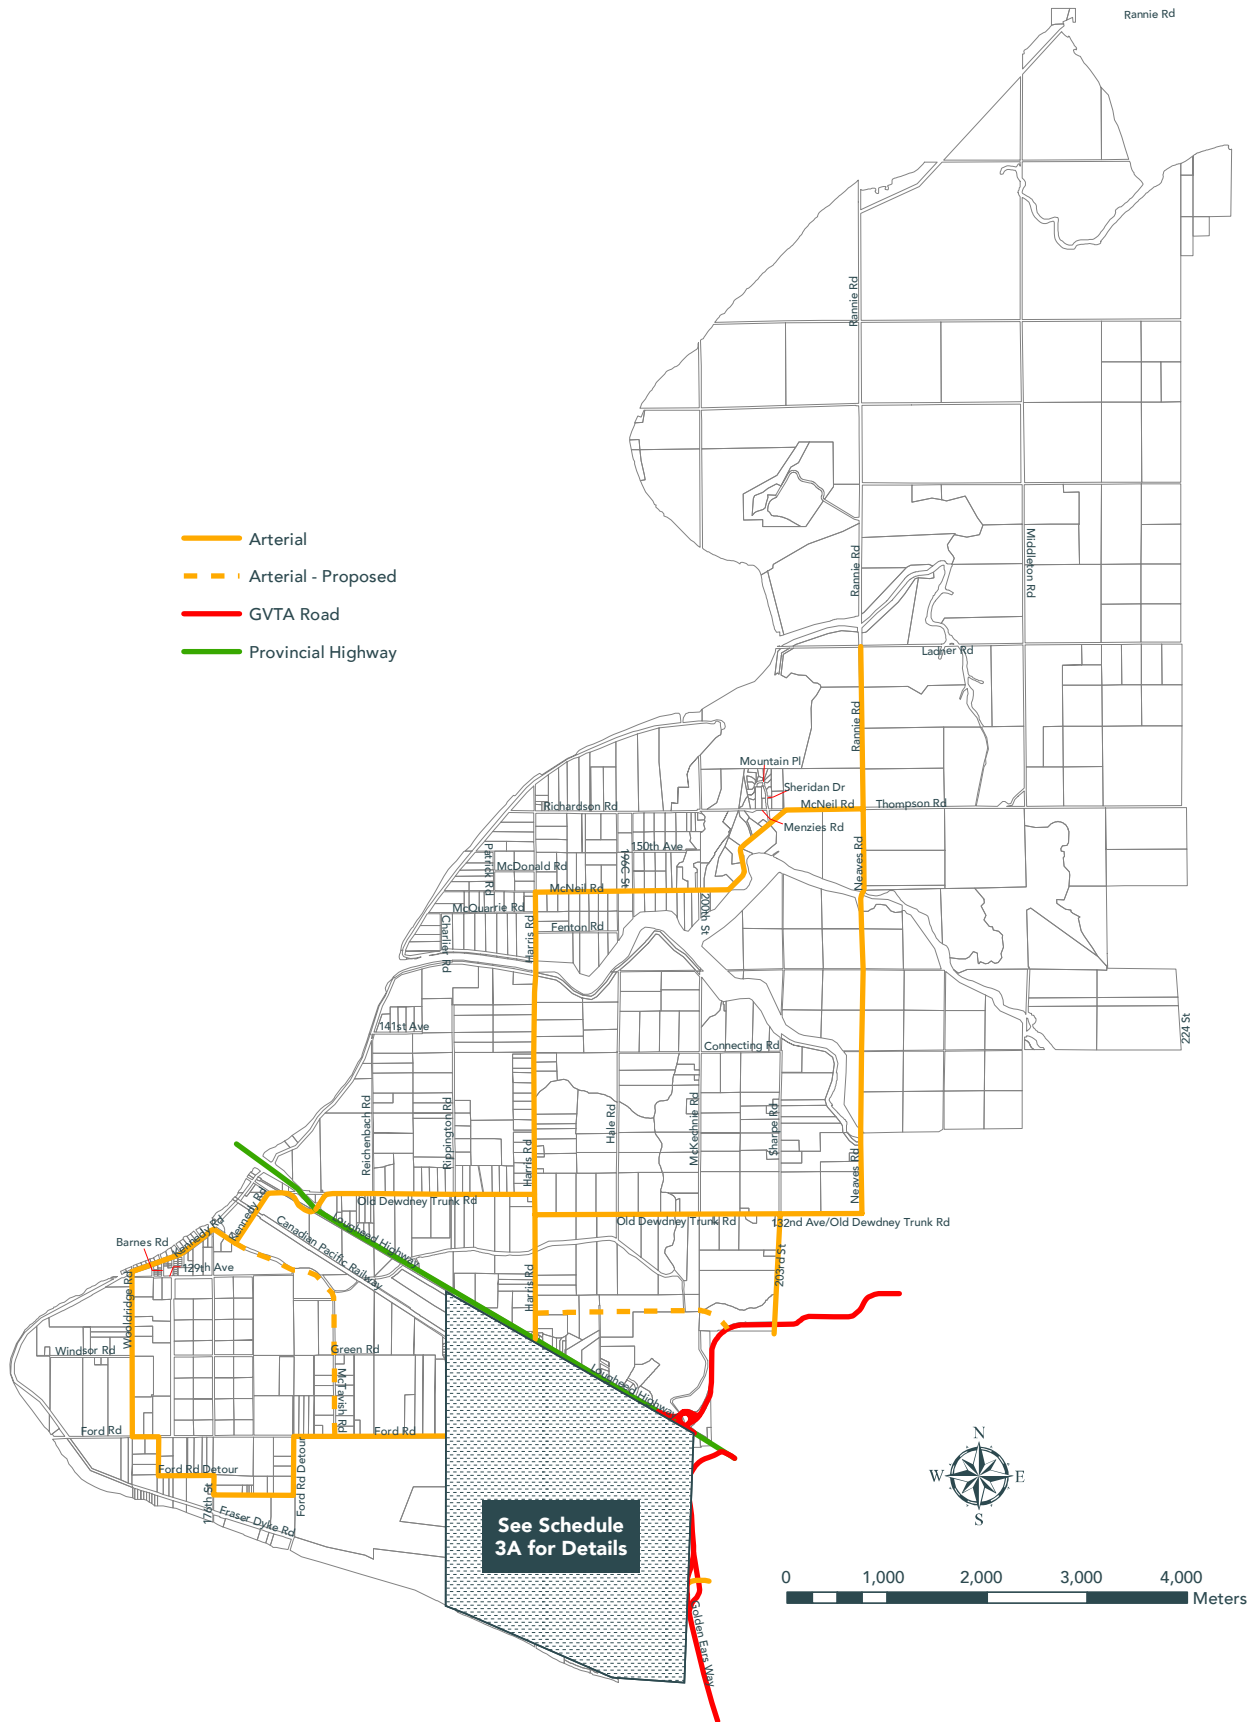 Rannie Rd
Rannie Rd
Arterial
Arterial - Proposed
GVTA Road
Provincial Highway
Rannie Rd
Middleton Rd
Ladner Rd
Rannie Rd
Mountain Pl
Sheridan Dr
Richardson Rd
McNeil Rd
Thompson Rd
Menzies Rd
150th Ave
Patrick Rd
McDonald Rd
196C St
Neaves Rd
McNeil Rd
McQuarrie Rd
200th St
Charlier Rd
Harris Rd
Fenton Rd
141st Ave
224 St
Connecting Rd
Reichenbach Rd
Rippington Rd
Hale Rd
McKechnie Rd
Sharpe Rd
Harris Rd
Neaves Rd
Old Dewdney Trunk Rd
Kennedy Rd
Old Dewdney Trunk Rd
132nd Ave/Old Dewdney Trunk Rd
Barnes Rd
Kennedy Rd
Canadian Pacific Railway
Lougheed Highway
129th Ave
203rd St
Harris Rd
Wooldridge Rd
Windsor Rd
Green Rd
McTavish Rd
Lougheed Highway
Ford Rd
Ford Rd
Ford Rd Detour
Ford Rd Detour
176th St
Fraser Dyke Rd
N
W
E
S
See Schedule
3A for Details
0
1,000
2,000
3,000
4,000
Meters
Golden Ears Way